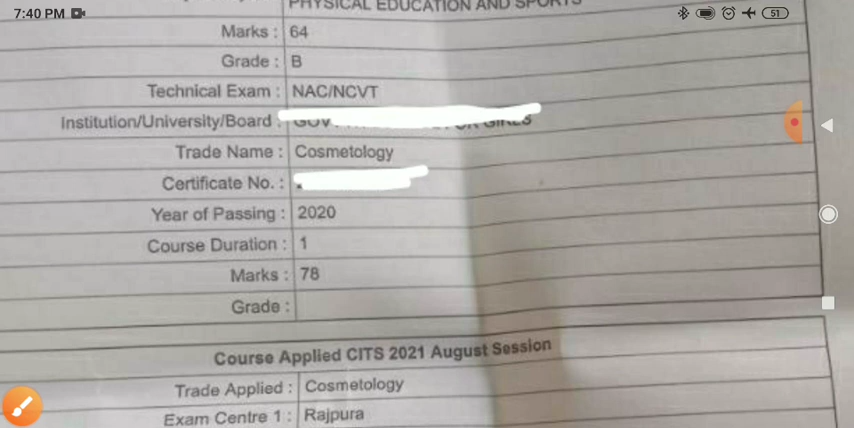 7:40 PM
51
PHYSICAL EDUCATION AND SPORTS
Marks : 64
Grade : B
Technical Exam : NAC/NCVT
Institution/University/Board :
Trade Name : Cosmetology
Certificate No. :
Year of Passing : 2020
Course Duration : 1
Marks : 78
Grade :
Course Applied CITS 2021 August Session
Trade Applied : Cosmetology
Exam Centre 1 : Rajpura